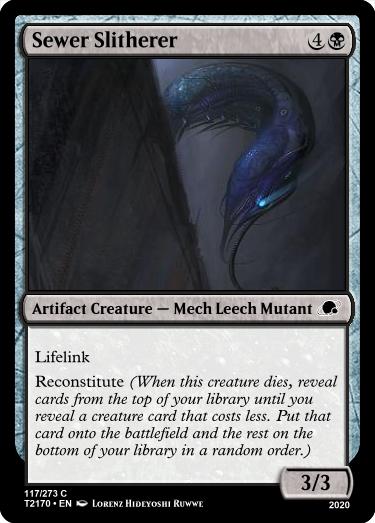 Sewer Slitherer 4
Artifact Creature — Mech Leech Mutant
Lifelink
Reconstitute (When this creature dies, reveal
cards from the top of your library until you
reveal a creature card that costs less. Put that
card onto the battlefield and the rest on the
bottom of your library in a random order.)
3/3
117/273 C
T2170 • EN Lorenz Hideyoshi Ruwwe
2020